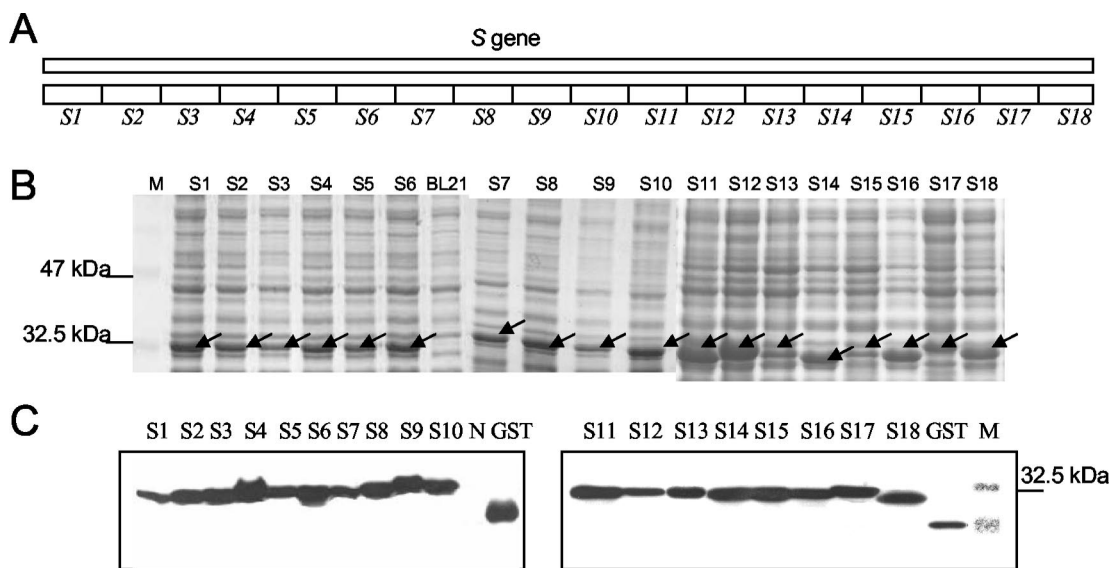 A
S gene
S1 S2 S3 S4 S5 S6 S7 S8 S9 S10 S11 S12 S13 S14 S15 S16 S17 S18
B
M S1 S2 S3 S4 S5 S6 BL21 S7 S8 S9 S10 S11 S12 S13 S14 S15 S16 S17 S18
47 kDa
32.5 kDa
C
S1 S2 S3 S4 S5 S6 S7 S8 S9 S10 N GST S11 S12 S13 S14 S15 S16 S17 S18 GST M
32.5 kDa